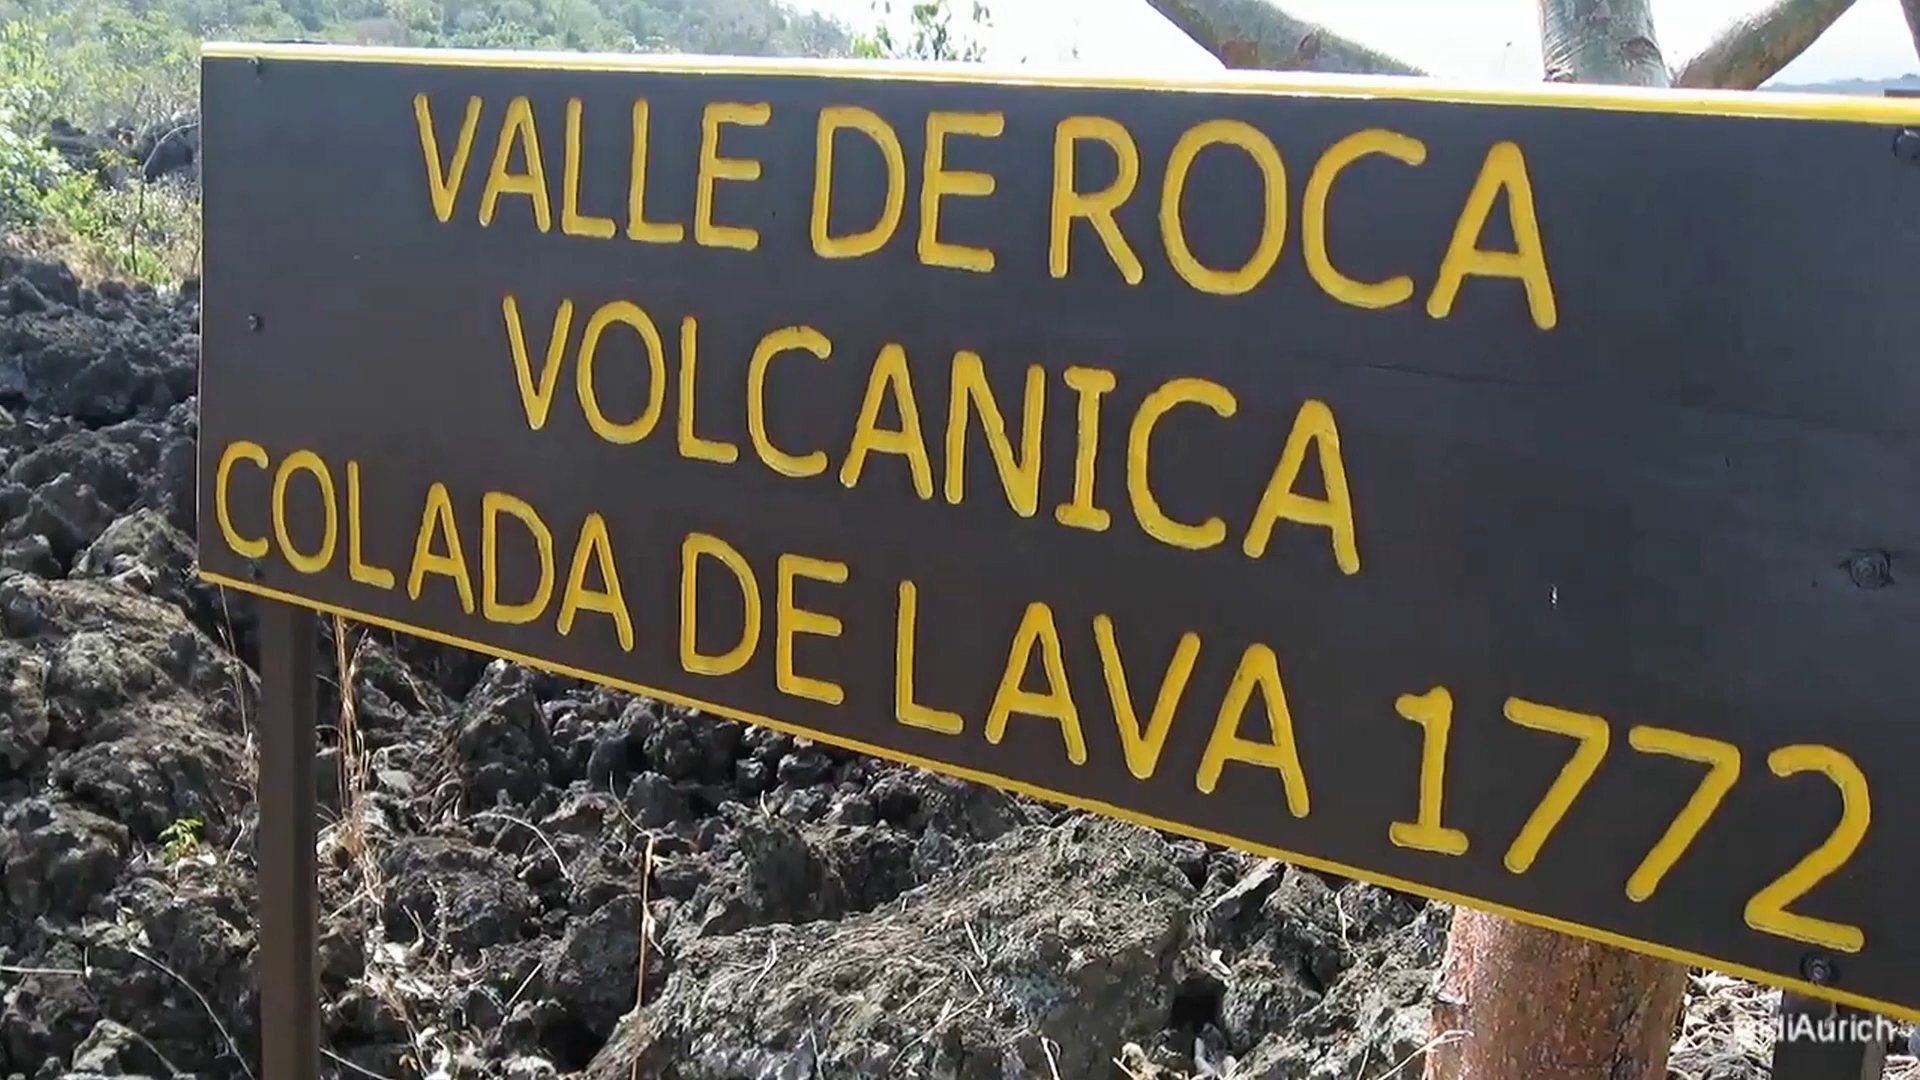 VALLE DE ROCA
VOLCANICA
COLADA DE LAVA 1772